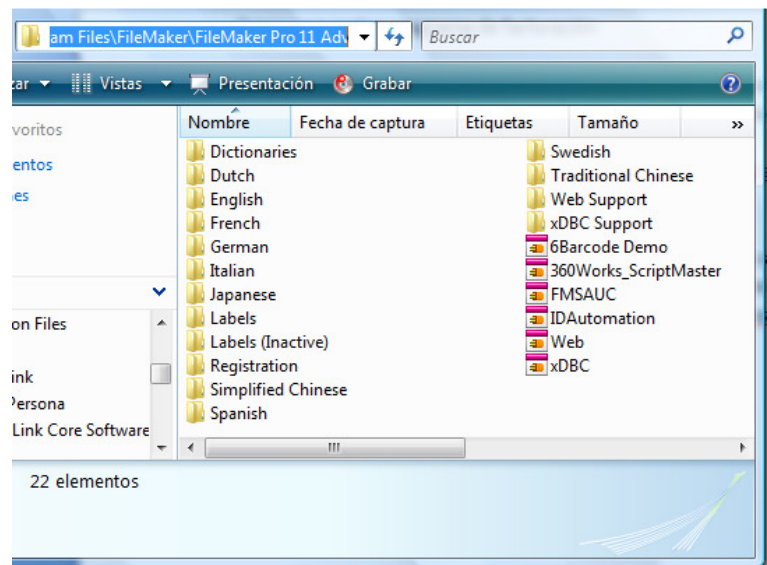 am Files\FileMaker\FileMaker Pro 11 Adv
Buscar
ar Vistas Presentación Grabar
voritos
entos
es
on Files
ink
Persona
Link Core Software
Nombre Fecha de captura Etiquetas Tamaño »
Dictionaries
Dutch
English
French
German
Italian
Japanese
Labels
Labels (Inactive)
Registration
Simplified Chinese
Spanish
Swedish
Traditional Chinese
Web Support
xDBC Support
6Barcode Demo
360Works_ScriptMaster
FMSAUC
IDAutomation
Web
xDBC
22 elementos